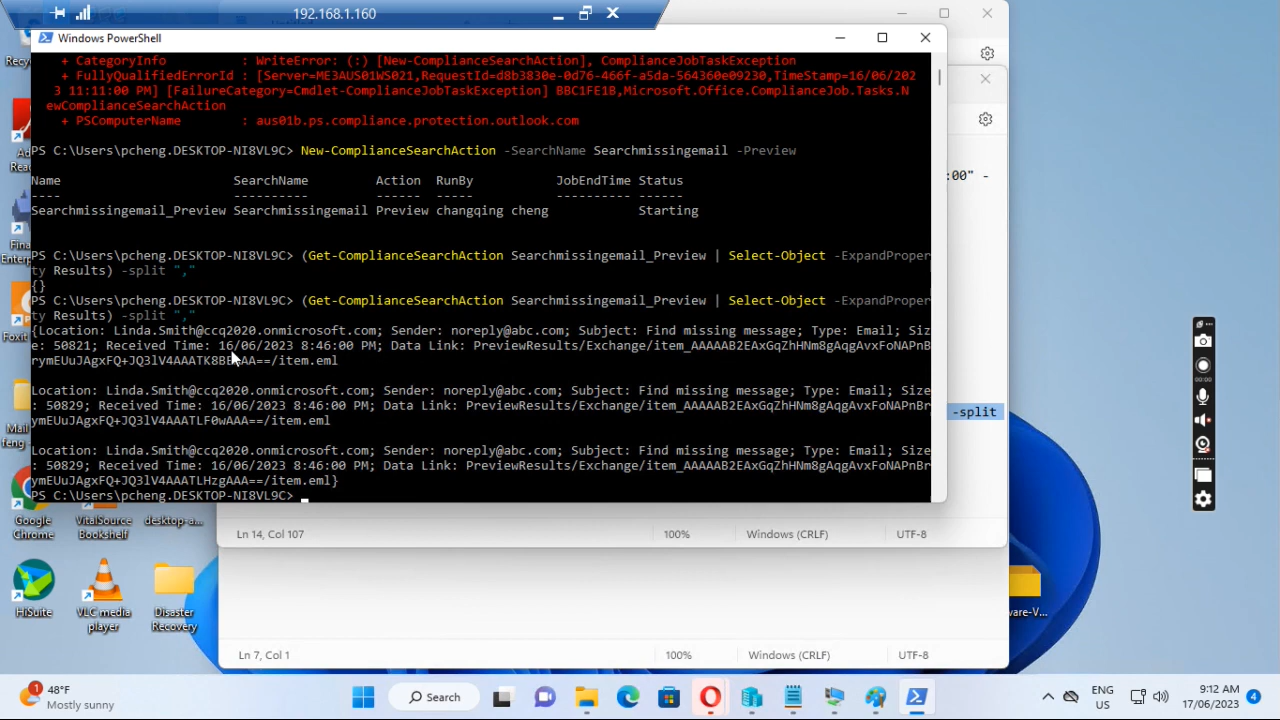 192.168.1.160
Windows PowerShell
+ CategoryInfo : WriteError: (:) [New-ComplianceSearchAction], ComplianceJobTaskException
+ FullyQualifiedErrorId : [Server=ME3AUS01WS021,RequestId=d8b3830e-0d76-466f-a5da-564360e09230,TimeStamp=16/06/202
3 11:11:00 PM] [FailureCategory=Cmdlet-ComplianceJobTaskException] BBC1FE1B,Microsoft.Office.ComplianceJob.Tasks.N
ewComplianceSearchAction
+ PSComputerName : aus01b.ps.compliance.protection.outlook.com
PS C:\Users\pcheng.DESKTOP-NI8VL9C> New-ComplianceSearchAction -SearchName Searchmissingemail -Preview
:00" -
Name SearchName Action RunBy JobEndTime Status
---- ---------- ------ ----- ---------- ------
Searchmissingemail_Preview Searchmissingemail Preview changqing cheng Starting
PS C:\Users\pcheng.DESKTOP-NI8VL9C> (Get-ComplianceSearchAction Searchmissingemail_Preview | Select-Object -ExpandProper
ty Results) -split ","
{}
PS C:\Users\pcheng.DESKTOP-NI8VL9C> (Get-ComplianceSearchAction Searchmissingemail_Preview | Select-Object -ExpandProper
ty Results) -split ","
{Location: Linda.Smith@ccq2020.onmicrosoft.com; Sender: noreply@abc.com; Subject: Find missing message; Type: Email; Siz
e: 50821; Received Time: 16/06/2023 8:46:00 PM; Data Link: PreviewResults/Exchange/item_AAAAAB2EAxGqZhHNm8gAqgAvxFoNAPnB
Location: Linda.Smith@ccq2020.onmicrosoft.com; Sender: noreply@abc.com; Subject: Find missing message; Type: Email; Size
: 50829; Received Time: 16/06/2023 8:46:00 PM; Data Link: PreviewResults/Exchange/item_AAAAAB2EAxGqZhHNm8gAqgAvxFoNAPnBr
-split
ymEUuJAgxFQ+JQ3lV4AAATLF0wAAA==/item.eml
Location: Linda.Smith@ccq2020.onmicrosoft.com; Sender: noreply@abc.com; Subject: Find missing message; Type: Email; Size
: 50829; Received Time: 16/06/2023 8:46:00 PM; Data Link: PreviewResults/Exchange/item_AAAAAB2EAxGqZhHNm8gAqgAvxFoNAPnBr
ymEUuJAgxFQ+JQ3lV4AAATLHzgAAA==/item.eml}
PS C:\Users\pcheng.DESKTOP-NI8VL9C>
Ln 14, Col 107 100% Windows (CRLF) UTF-8
Google
Chrome
VitalSource
Bookshelf
desktop-a...
HiSuite
VLC media
player
Disaster
Recovery
Ln 7, Col 1 100% Windows (CRLF) UTF-8
00:00
1
48°F
Mostly sunny
Search
ENG
US
9:12 AM
17/06/2023
4